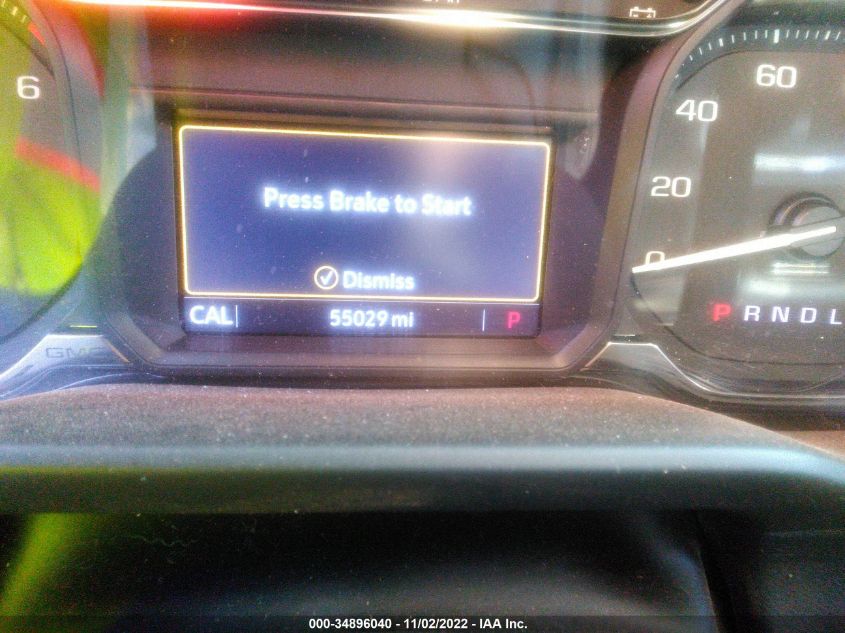 6
60
40
20
0
Press Brake to Start
Dismiss
CAL 55029 mi P
P R N D L
GMC
000-34896040 - 11/02/2022 - IAA Inc.